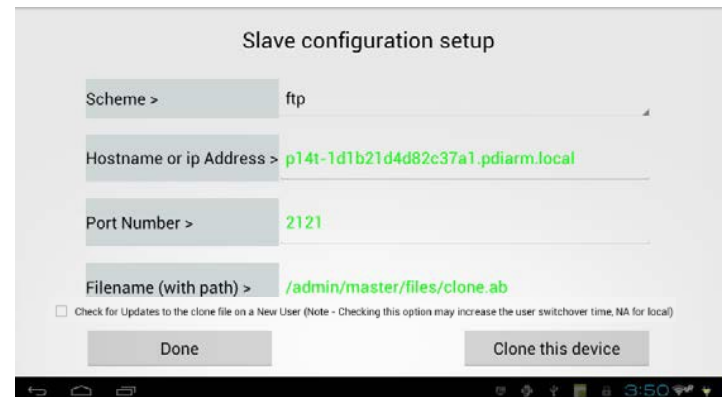 Slave configuration setup
Scheme > ftp
Hostname or ip Address > p14t-1d1b21d4d82c37a1.pdiarm.local
Port Number > 2121
Filename (with path) > /admin/master/files/clone.ab
Check for Updates to the clone file on a New User (Note - Checking this option may increase the user switchover time, NA for local)
Done Clone this device
3:50